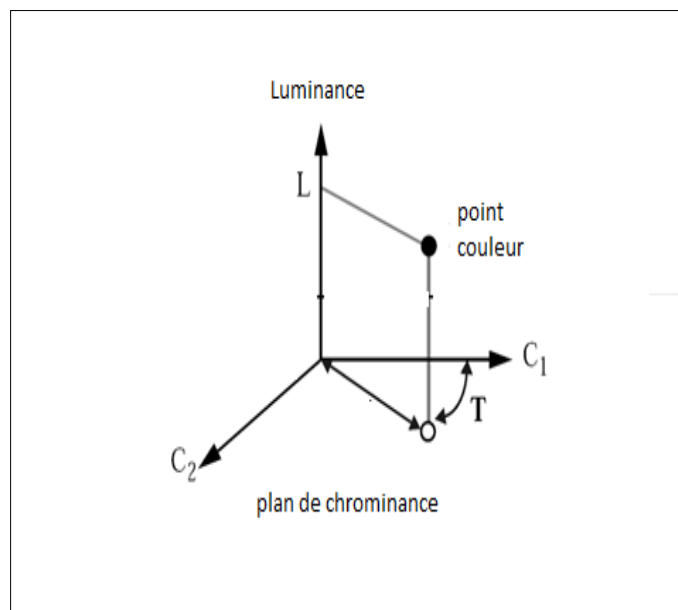 Luminance
L
point
couleur
C₁
T
C₂
plan de chrominance